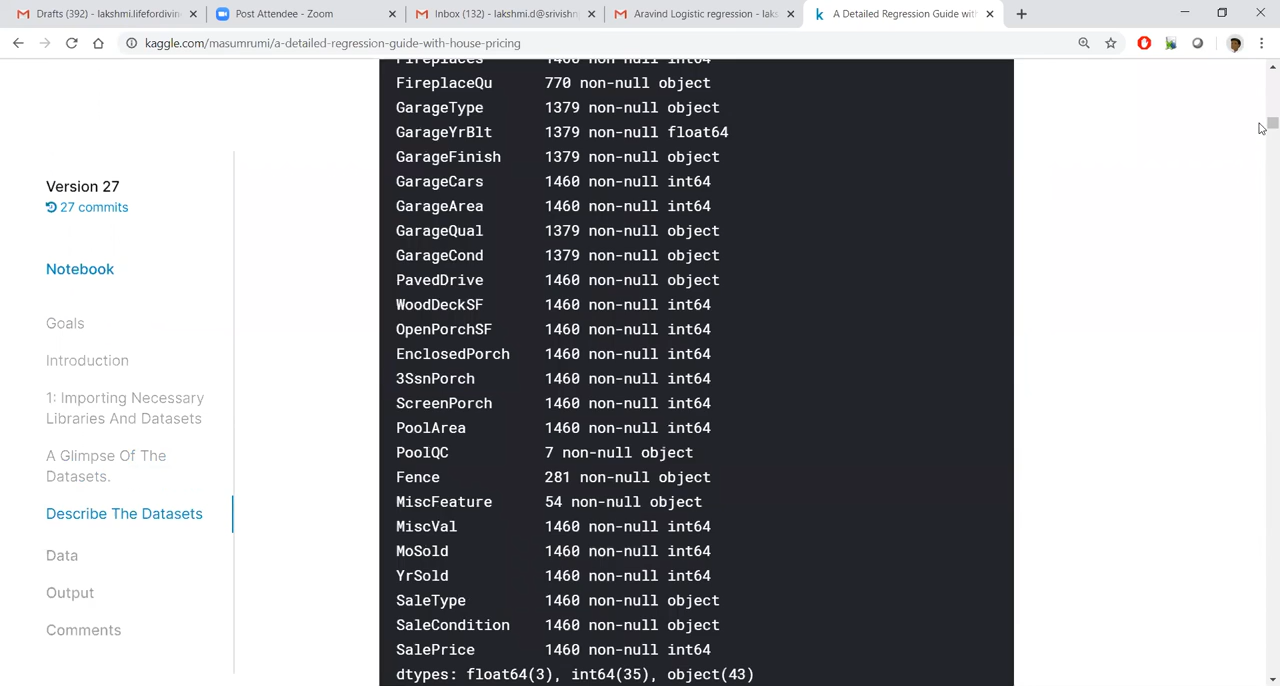 Drafts (392) - lakshmi.lifefordivin
Post Attendee - Zoom
Inbox (132) - lakshmi.d@srivishn
Aravind Logistic regression - laks
A Detailed Regression Guide with
kaggle.com/masumrumi/a-detailed-regression-guide-with-house-pricing
Version 27
27 commits
Notebook
Goals
Introduction
1: Importing Necessary
Libraries And Datasets
A Glimpse Of The
Datasets.
Describe The Datasets
Data
Output
Comments
Fireplaces 1460 non-null int64
FireplaceQu 770 non-null object
GarageType 1379 non-null object
GarageYrBlt 1379 non-null float64
GarageFinish 1379 non-null object
GarageCars 1460 non-null int64
GarageArea 1460 non-null int64
GarageQual 1379 non-null object
GarageCond 1379 non-null object
PavedDrive 1460 non-null object
WoodDeckSF 1460 non-null int64
OpenPorchSF 1460 non-null int64
EnclosedPorch 1460 non-null int64
3SsnPorch 1460 non-null int64
ScreenPorch 1460 non-null int64
PoolArea 1460 non-null int64
PoolQC 7 non-null object
Fence 281 non-null object
MiscFeature 54 non-null object
MiscVal 1460 non-null int64
MoSold 1460 non-null int64
YrSold 1460 non-null int64
SaleType 1460 non-null object
SaleCondition 1460 non-null object
SalePrice 1460 non-null int64
dtypes: float64(3), int64(35), object(43)